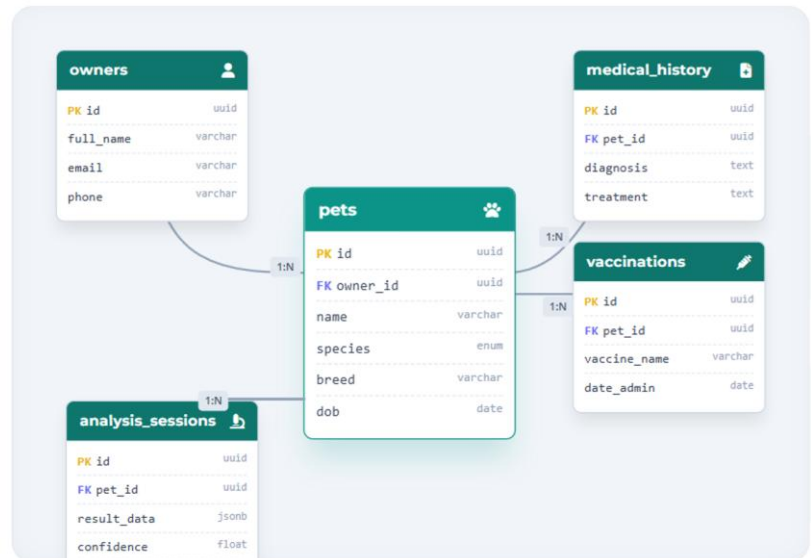 owners
PK id uuid
full_name varchar
email varchar
phone varchar
1:N
pets
PK id uuid
FK owner_id uuid
name varchar
species enum
breed varchar
dob date
medical_history
PK id uuid
FK pet_id uuid
diagnosis text
treatment text
1:N
vaccinations
PK id uuid
FK pet_id uuid
vaccine_name varchar
date_admin date
1:N
1:N
analysis_sessions
PK id uuid
FK pet_id uuid
result_data jsonb
confidence float